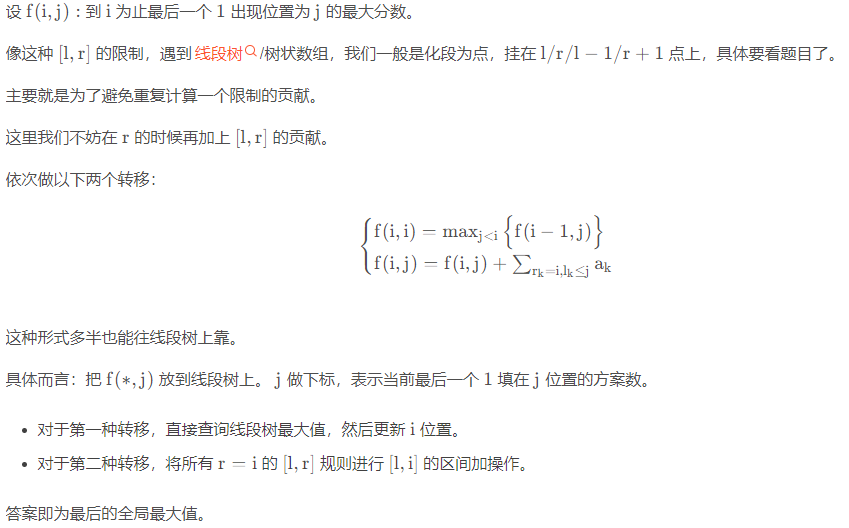 设 f(i,j)：到 i 为止最后一个 1 出现位置为 j 的最大分数。
像这种 [l,r] 的限制，遇到 线段树/树状数组，我们一般是化段为点，挂在 l/r/l − 1/r + 1 点上，具体要看题目了。
主要就是为了避免重复计算一个限制的贡献。
这里我们不妨在 r 的时候再加上 [l,r] 的贡献。
依次做以下两个转移：
f(i,i) = max_{j<i} {f(i − 1,j)}
f(i,j) = f(i,j) + ∑_{r_k=i,l_k≤j} a_k
这种形式多半也能往线段树上靠。
具体而言：把 f(∗,j) 放到线段树上。 j 做下标，表示当前最后一个 1 填在 j 位置的方案数。
• 对于第一种转移，直接查询线段树最大值，然后更新 i 位置。
• 对于第二种转移，将所有 r = i 的 [l,r] 规则进行 [l,i] 的区间加操作。
答案即为最后的全局最大值。